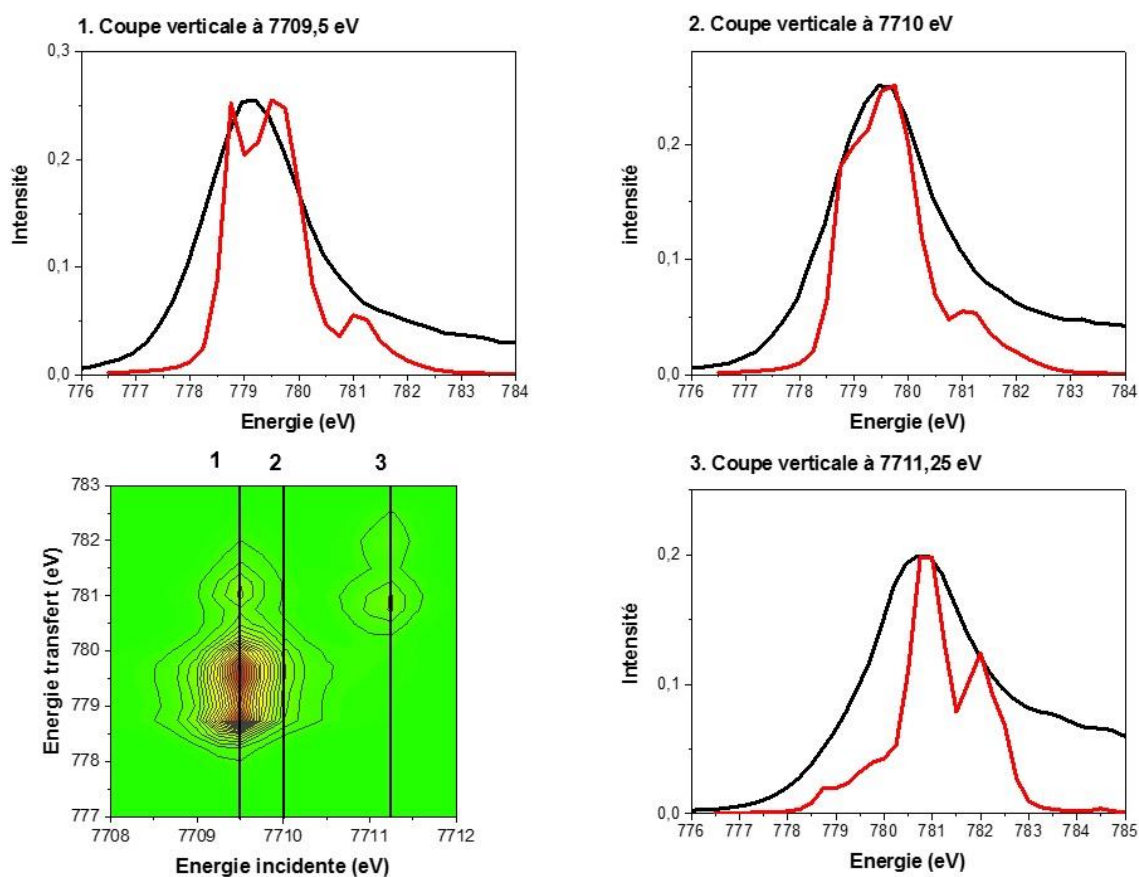 1. Coupe verticale à 7709,5 eV
0,3
0,2
0,1
0,0
Intensité
776 777 778 779 780 781 782 783 784
Energie (eV)
2. Coupe verticale à 7710 eV
0,2
0,1
0,0
intensité
776 777 778 779 780 781 782 783 784
Energie (eV)
1 2 3
783
782
781
780
779
778
777
Energie transfert (eV)
7708 7709 7710 7711 7712
Energie incidente (eV)
3. Coupe verticale à 7711,25 eV
0,2
0,1
0,0
Intensité
776 777 778 779 780 781 782 783 784 785
Energie (eV)